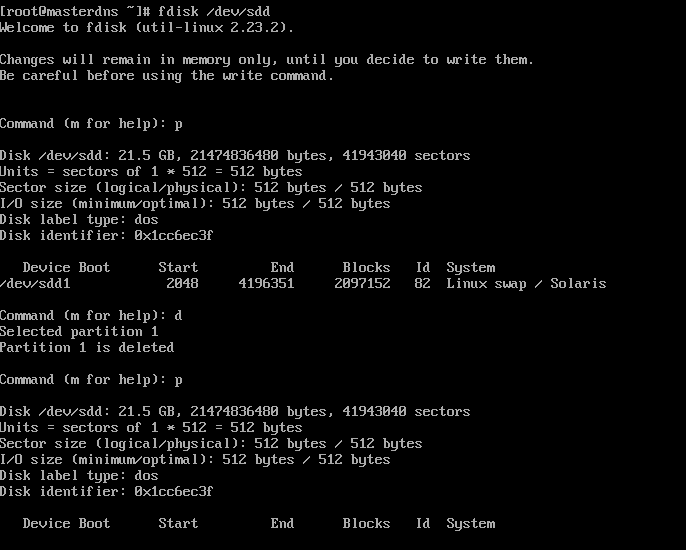 [root@masterdns ~]# fdisk /dev/sdd
Welcome to fdisk (util-linux 2.23.2).
Changes will remain in memory only, until you decide to write them.
Be careful before using the write command.
Command (m for help): p
Disk /dev/sdd: 21.5 GB, 21474836480 bytes, 41943040 sectors
Units = sectors of 1 * 512 = 512 bytes
Sector size (logical/physical): 512 bytes / 512 bytes
I/O size (minimum/optimal): 512 bytes / 512 bytes
Disk label type: dos
Disk identifier: 0x1cc6ec3f
   Device Boot      Start         End      Blocks   Id  System
/dev/sdd1            2048     4196351     2097152   82  Linux swap / Solaris
Command (m for help): d
Selected partition 1
Partition 1 is deleted
Command (m for help): p
Disk /dev/sdd: 21.5 GB, 21474836480 bytes, 41943040 sectors
Units = sectors of 1 * 512 = 512 bytes
Sector size (logical/physical): 512 bytes / 512 bytes
I/O size (minimum/optimal): 512 bytes / 512 bytes
Disk label type: dos
Disk identifier: 0x1cc6ec3f
   Device Boot      Start         End      Blocks   Id  System